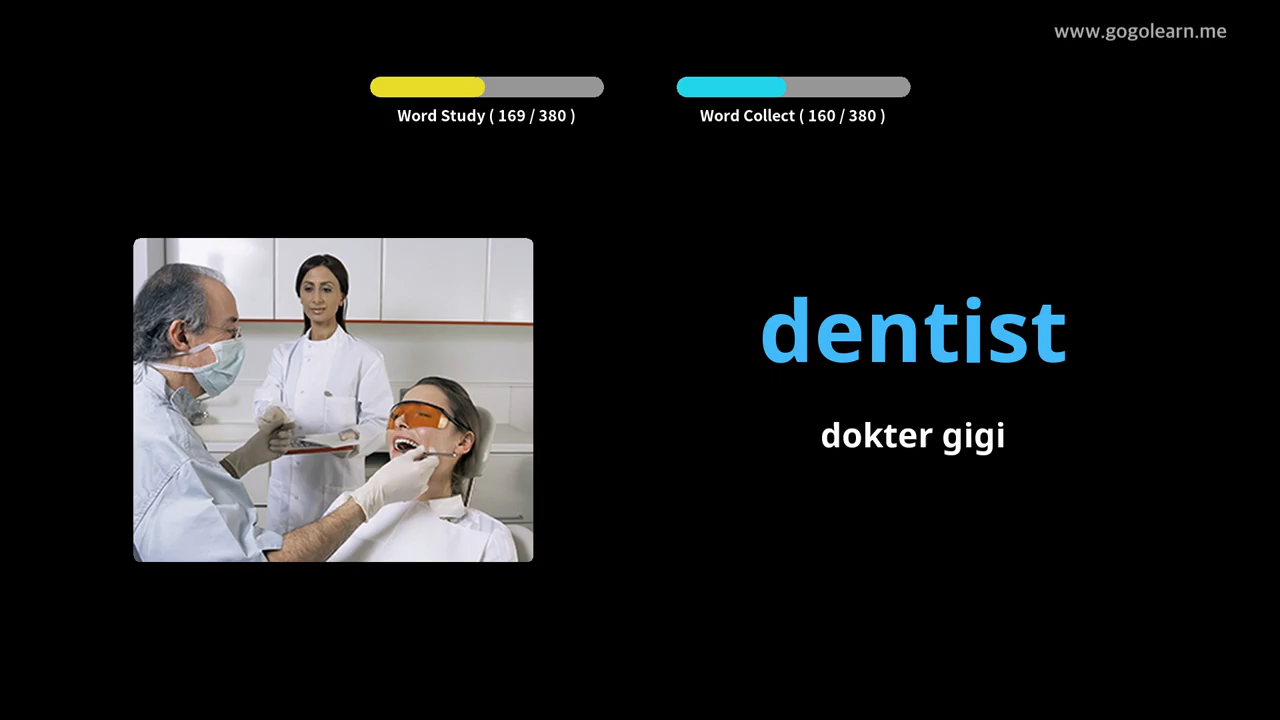 www.gogolearn.me
Word Study ( 169 / 380 )
Word Collect ( 160 / 380 )
dentist
dokter gigi